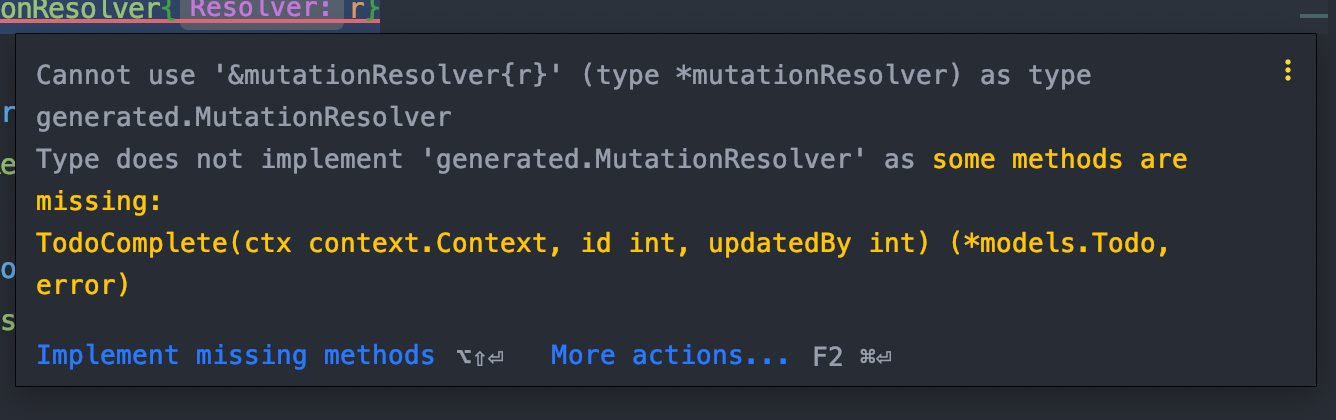 onResolver{ Resolver: r}
Cannot use '&mutationResolver{r}' (type *mutationResolver) as type
generated.MutationResolver
Type does not implement 'generated.MutationResolver' as some methods are
missing:
TodoComplete(ctx context.Context, id int, updatedBy int) (*models.Todo,
error)
Implement missing methods ⌥⇧⏎ More actions... F2 ⌘⏎